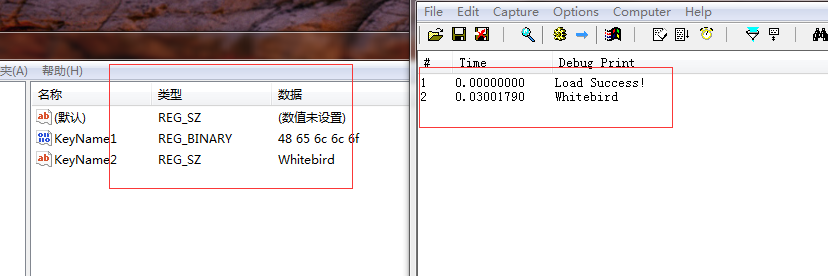 File Edit Capture Options Computer Help
# Time Debug Print
1 0.00000000 Load Success!
2 0.03001790 Whitebird
夹(A) 帮助(H)
名称 类型 数据
(默认) REG_SZ (数值未设置)
KeyName1 REG_BINARY 48 65 6c 6c 6f
KeyName2 REG_SZ Whitebird